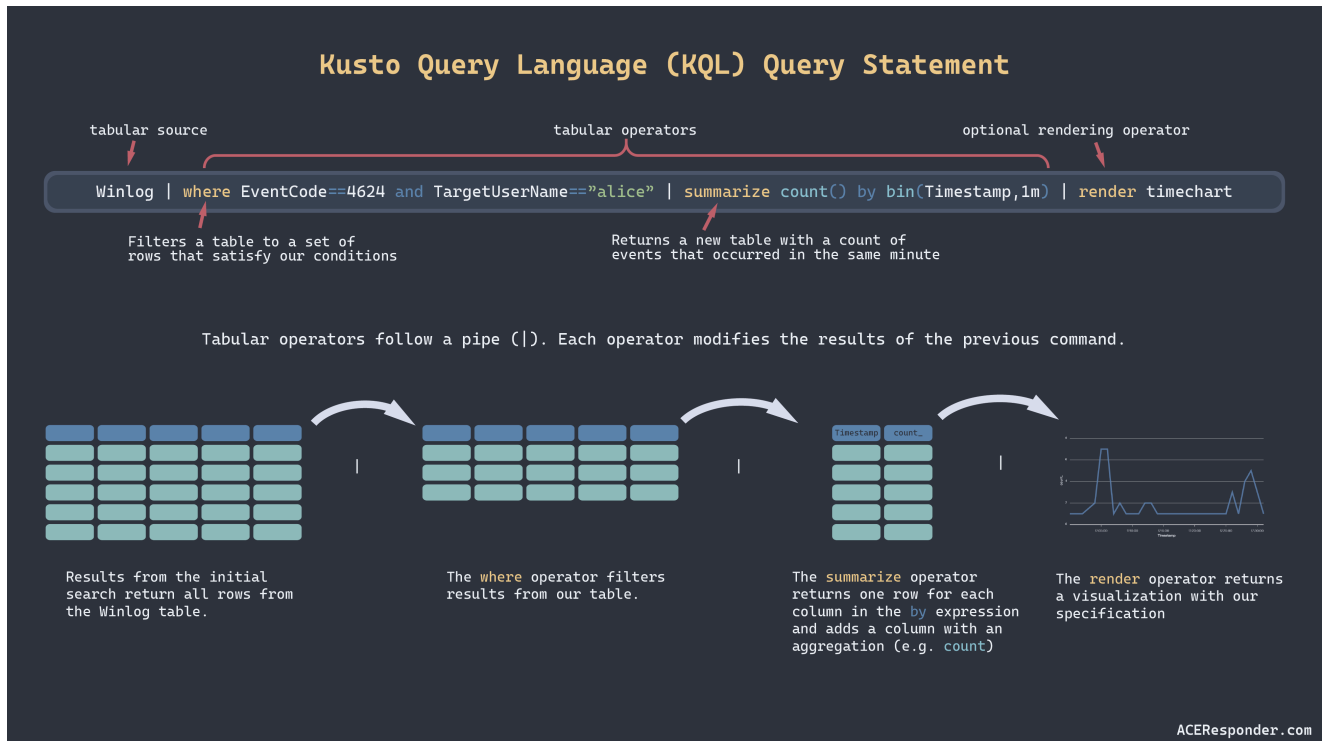 Kusto Query Language (KQL) Query Statement
tabular source
tabular operators
optional rendering operator
Winlog | where EventCode==4624 and TargetUserName==”alice” | summarize count() by bin(Timestamp,1m) | render timechart
Filters a table to a set of
rows that satisfy our conditions
Returns a new table with a count of
events that occurred in the same minute
Tabular operators follow a pipe (|). Each operator modifies the results of the previous command.
|
|
|
Timestamp
count_
Timestamp
Results from the initial
search return all rows from
the Winlog table.
The where operator filters
results from our table.
The summarize operator
returns one row for each
column in the by expression
and adds a column with an
aggregation (e.g. count)
The render operator returns
a visualization with our
specification
ACEResponder.com